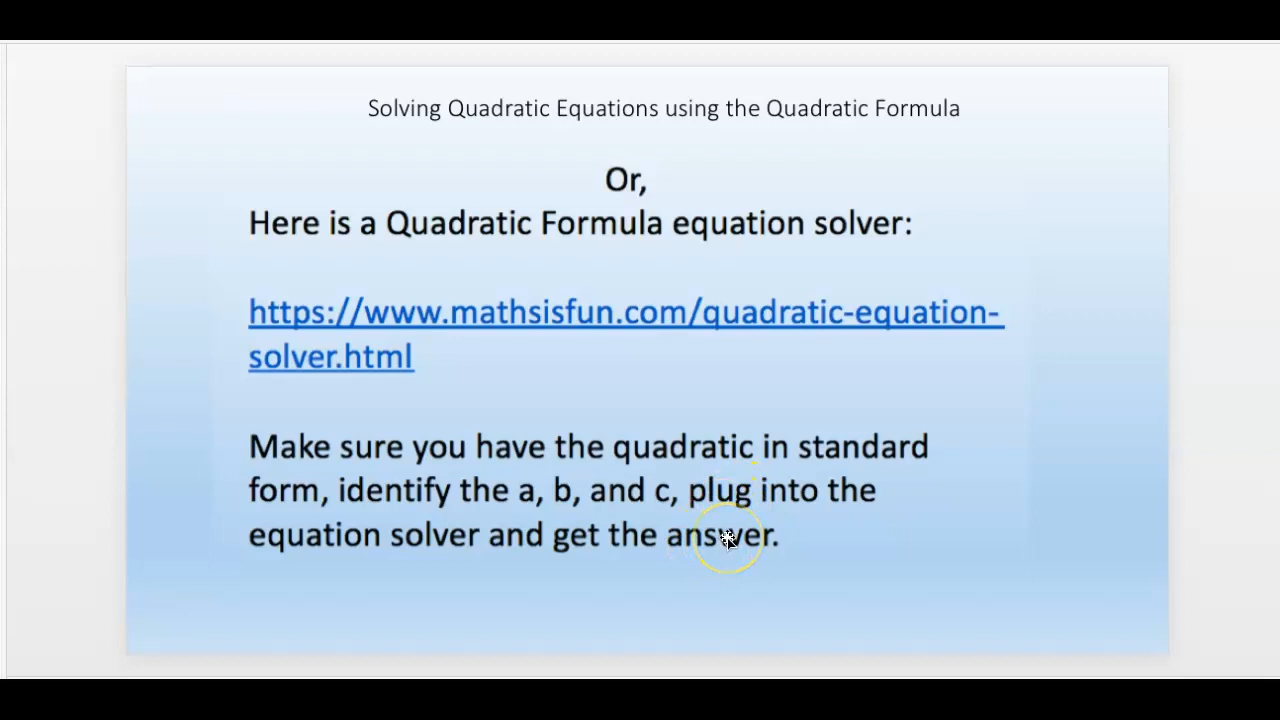 Solving Quadratic Equations using the Quadratic Formula
Or,
Here is a Quadratic Formula equation solver:
https://www.mathsisfun.com/quadratic-equation-
solver.html
Make sure you have the quadratic in standard
form, identify the a, b, and c, plug into the
equation solver and get the answer.